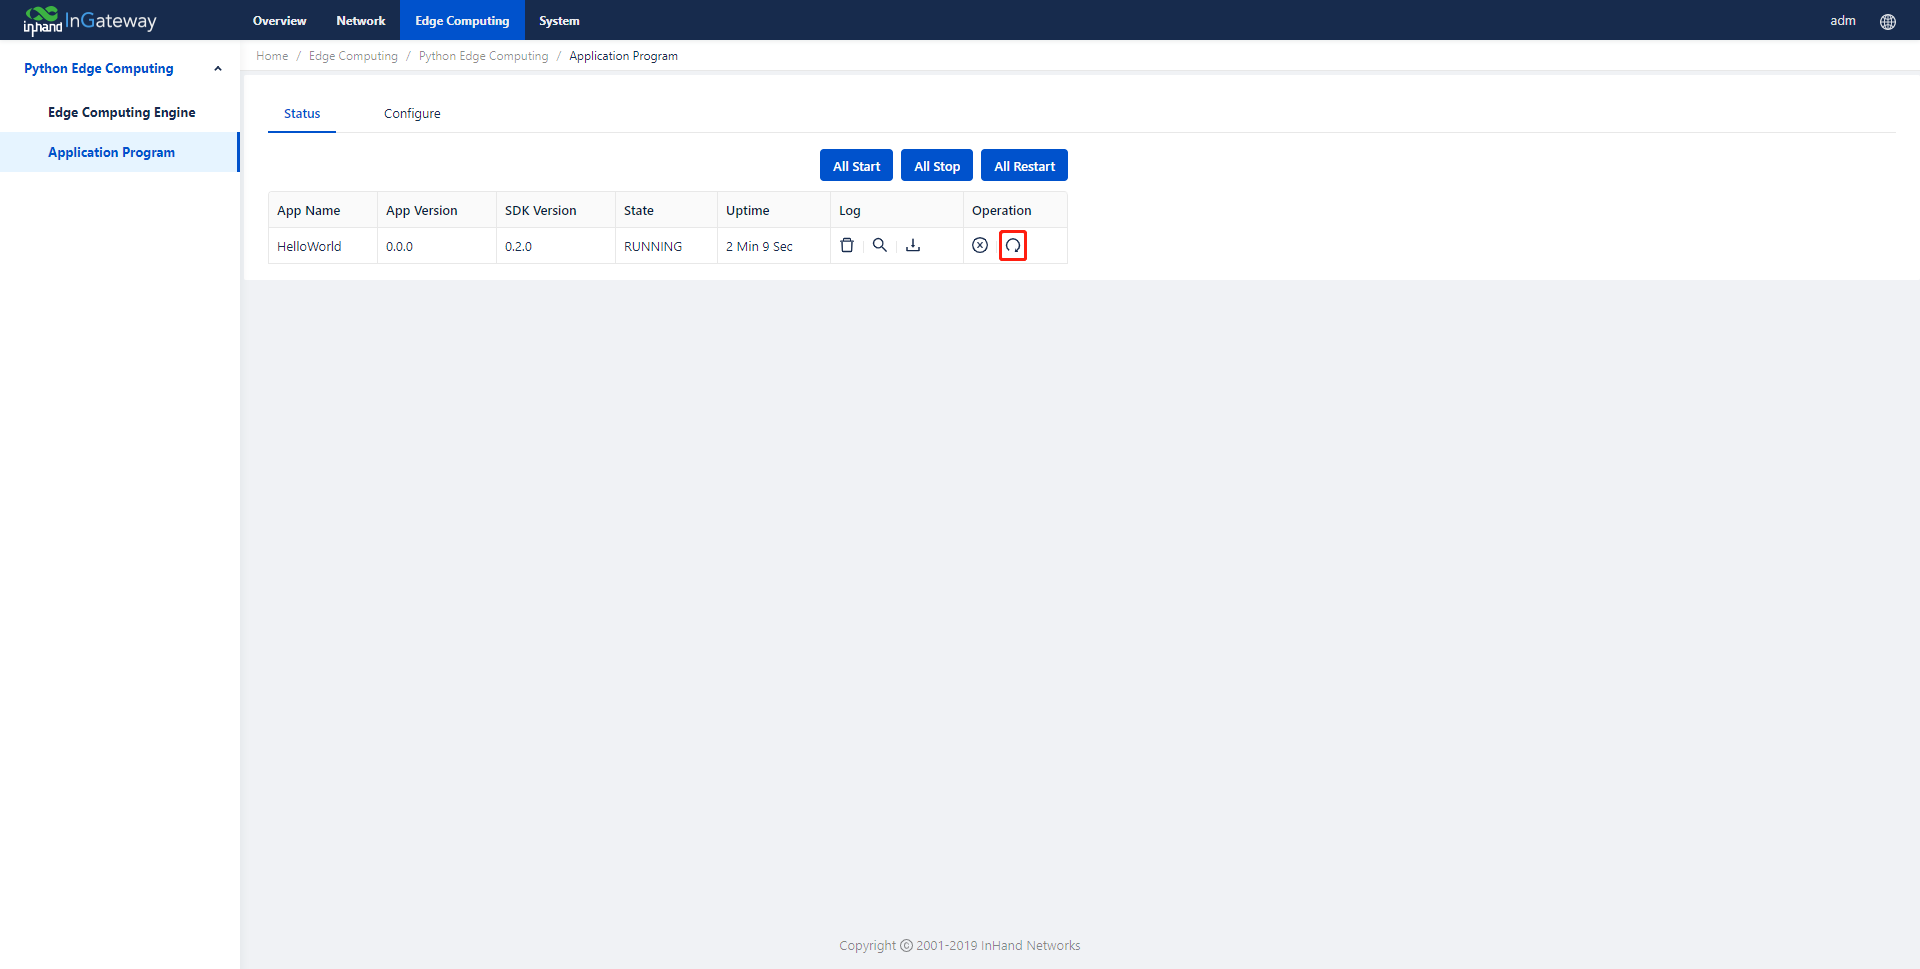 inhand InGateway
Overview Network Edge Computing System
adm
Python Edge Computing
Edge Computing Engine
Application Program
Home / Edge Computing / Python Edge Computing / Application Program
Status Configure
All Start All Stop All Restart
App Name App Version SDK Version State Uptime Log Operation
HelloWorld 0.0.0 0.2.0 RUNNING 2 Min 9 Sec
Copyright © 2001-2019 InHand Networks